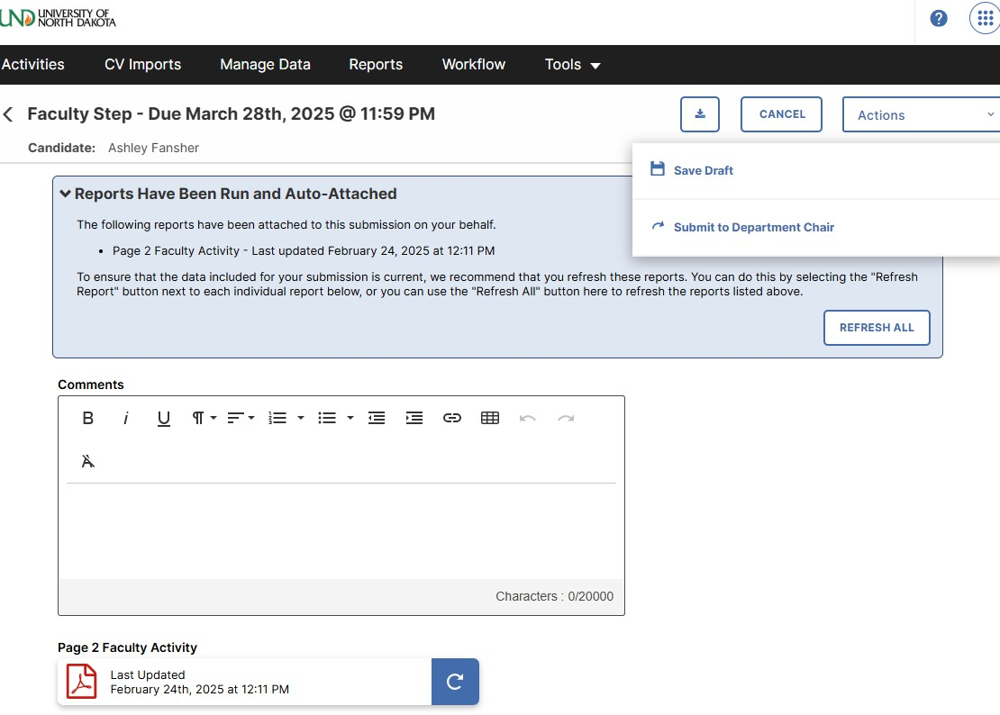 UND UNIVERSITY OF
NORTH DAKOTA
?
Activities CV Imports Manage Data Reports Workflow Tools
Faculty Step - Due March 28th, 2025 @ 11:59 PM
CANCEL
Actions
Candidate: Ashley Fansher
Save Draft
Submit to Department Chair
Reports Have Been Run and Auto-Attached
The following reports have been attached to this submission on your behalf.
• Page 2 Faculty Activity - Last updated February 24, 2025 at 12:11 PM
To ensure that the data included for your submission is current, we recommend that you refresh these reports. You can do this by selecting the "Refresh
Report" button next to each individual report below, or you can use the "Refresh All" button here to refresh the reports listed above.
REFRESH ALL
Comments
B i U ¶
Characters : 0/20000
Page 2 Faculty Activity
Last Updated
February 24th, 2025 at 12:11 PM